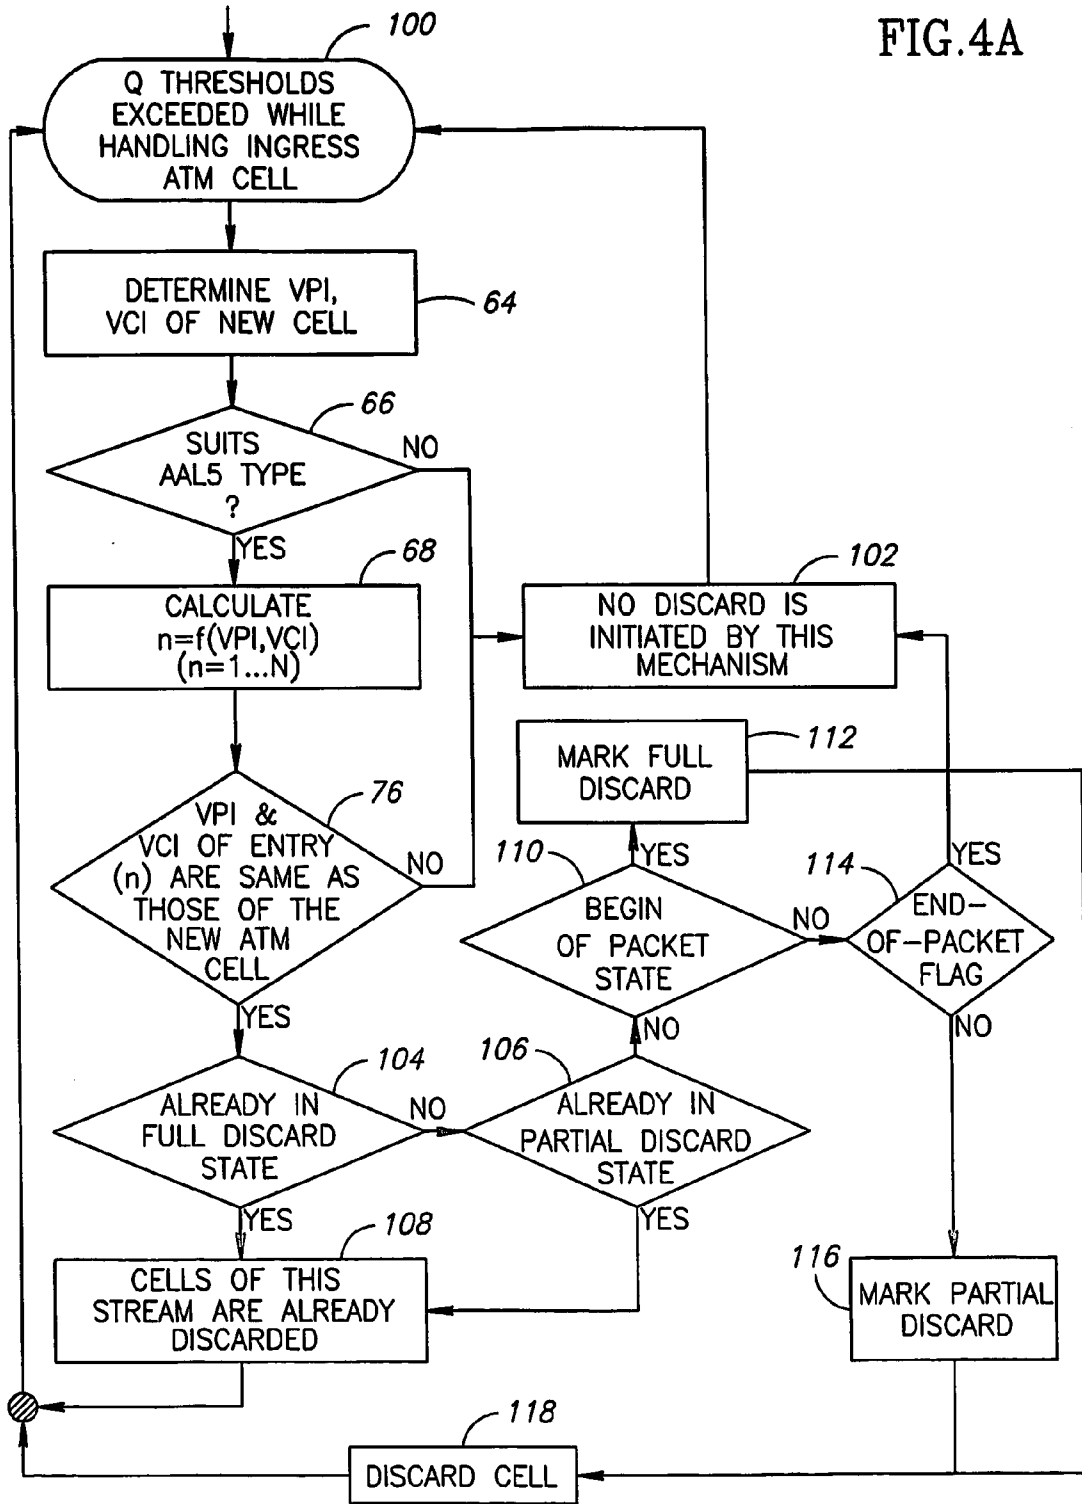 FIG.4A
100
Q THRESHOLDS
EXCEEDED WHILE
HANDLING INGRESS
ATM CELL
DETERMINE VPI,
VCI OF NEW CELL
64
66
SUITS
AAL5 TYPE
?
NO
YES
68
CALCULATE
n=f(VPI,VCI)
(n=1...N)
102
NO DISCARD IS
INITIATED BY THIS
MECHANISM
112
MARK FULL
DISCARD
76
VPI &
VCI OF ENTRY
(n) ARE SAME AS
THOSE OF THE
NEW ATM
CELL
NO
YES
110
YES
BEGIN
OF PACKET
STATE
NO
NO
114
YES
END-
OF-PACKET
FLAG
NO
104
ALREADY IN
FULL DISCARD
STATE
NO
YES
106
ALREADY IN
PARTIAL DISCARD
STATE
YES
108
CELLS OF THIS
STREAM ARE ALREADY
DISCARDED
116
MARK PARTIAL
DISCARD
118
DISCARD CELL